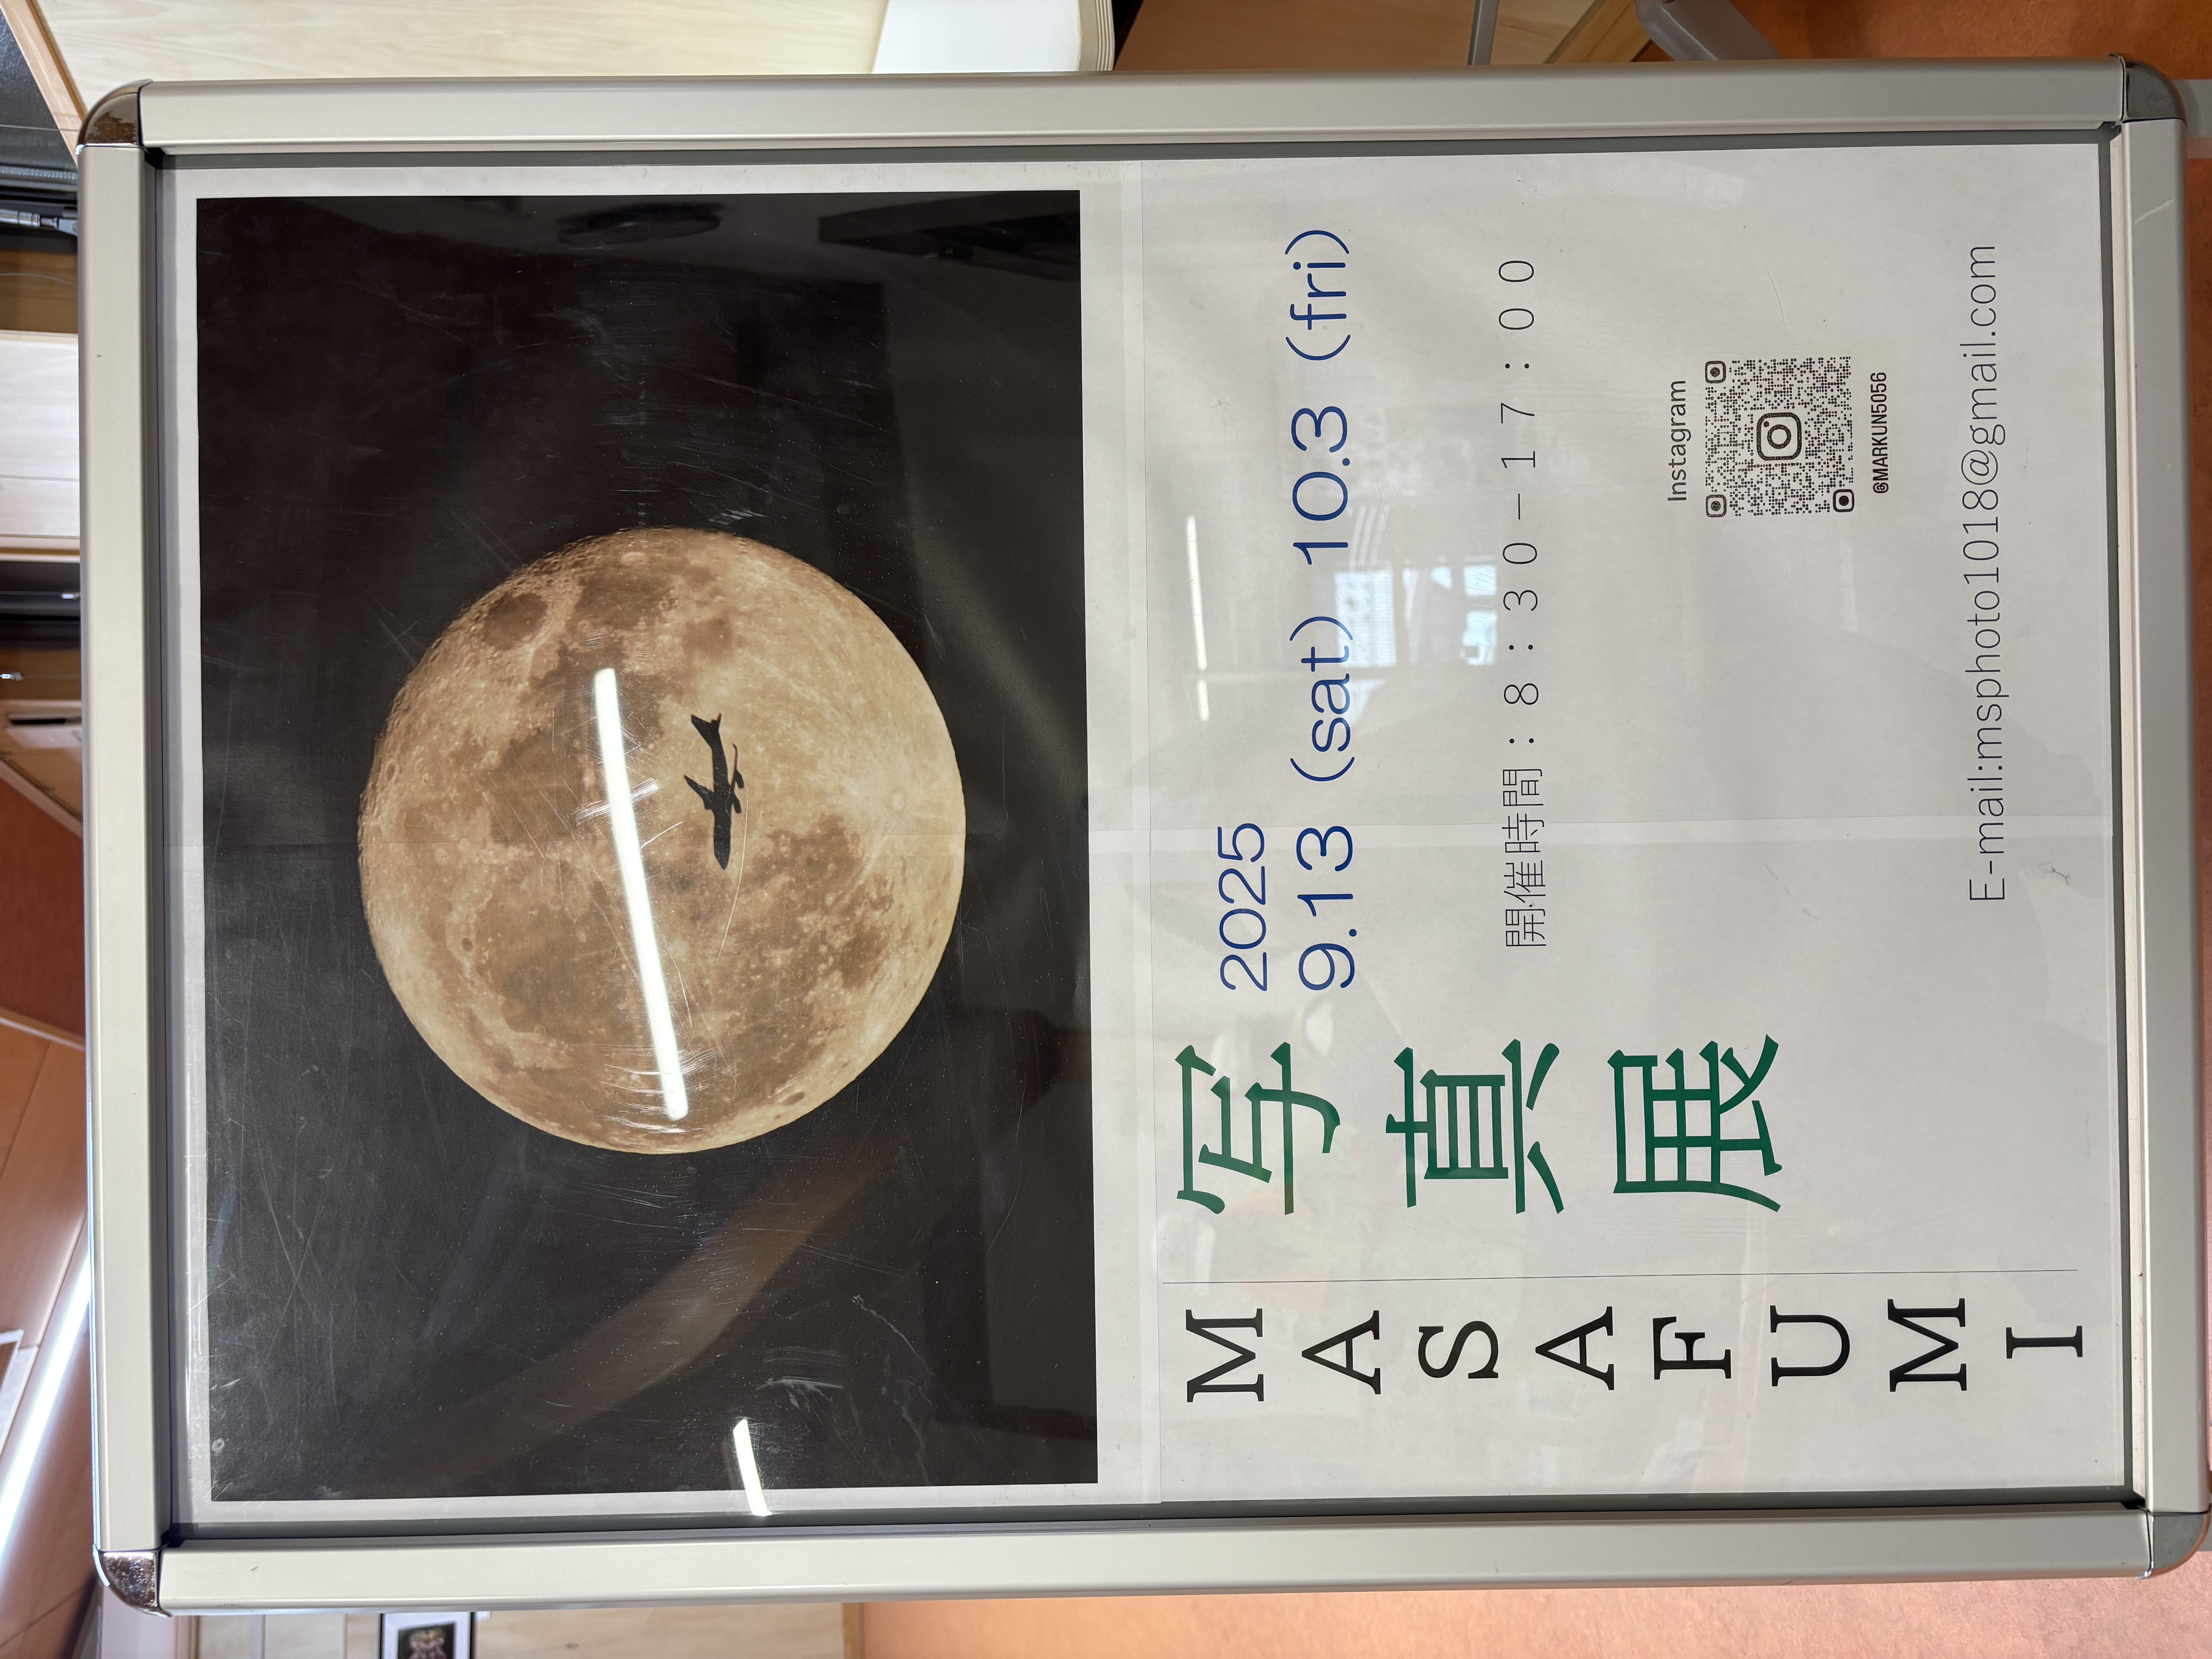 MASAFUMI
写真展
2025
9.13 (sat) 10.3 (fri)
開催時間：8：30－17：00
Instagram
@MARKUN5056
E-mail:msphoto1018@gmail.com